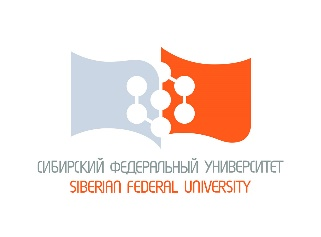 СИБИРСКИЙ ФЕДЕРАЛЬНЫЙ УНИВЕРСИТЕТ
SIBERIAN FEDERAL UNIVERSITY